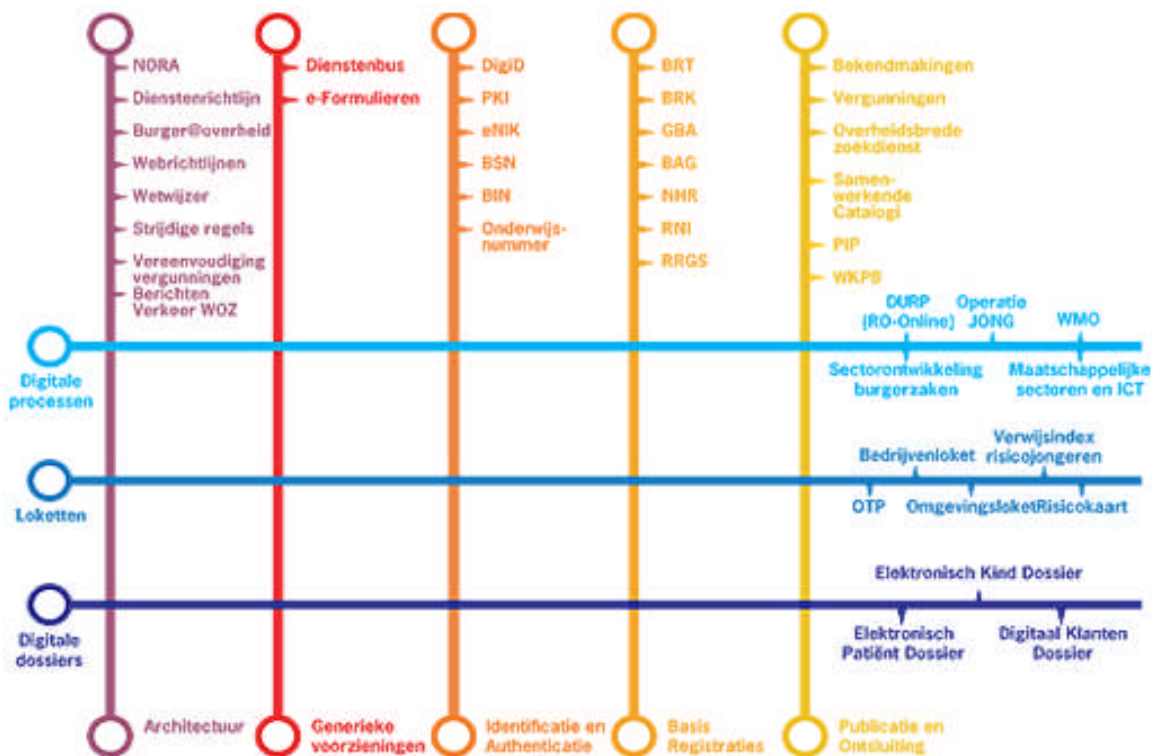 NORA
Dienstenrichtlijn
Burger@overheid
Webrichtlijnen
Wetwijzer
Strijdige regels
Vereenvoudiging
vergunningen
Berichten
Verkeer WOZ
Dienstenbus
e-Formulieren
DigiD
PKI
eNIK
BSN
BIN
Onderwijs-
nummer
BRT
BRK
GBA
BAG
NHR
RNI
RRGS
Bekendmakingen
Vergunningen
Overheidsbrede
zoekdienst
Samen-
werkende
Catalogi
PIP
WKPB
DURP
(RO-Online)
Operatie
JONG
WMO
Digitale
processen
Sectorontwikkeling
burgerzaken
Maatschappelijke
sectoren en ICT
Bedrijvenloket
Verwijsindex
risicojongeren
Loketten
OTP
Omgevingsloket
Risicokaart
Elektronisch Kind Dossier
Digitale
dossiers
Elektronisch
Patiënt Dossier
Digitaal Klanten
Dossier
Architectuur
Generieke
voorzieningen
Identificatie en
Authenticatie
Basis
Registraties
Publicatie en
Ontsluiting